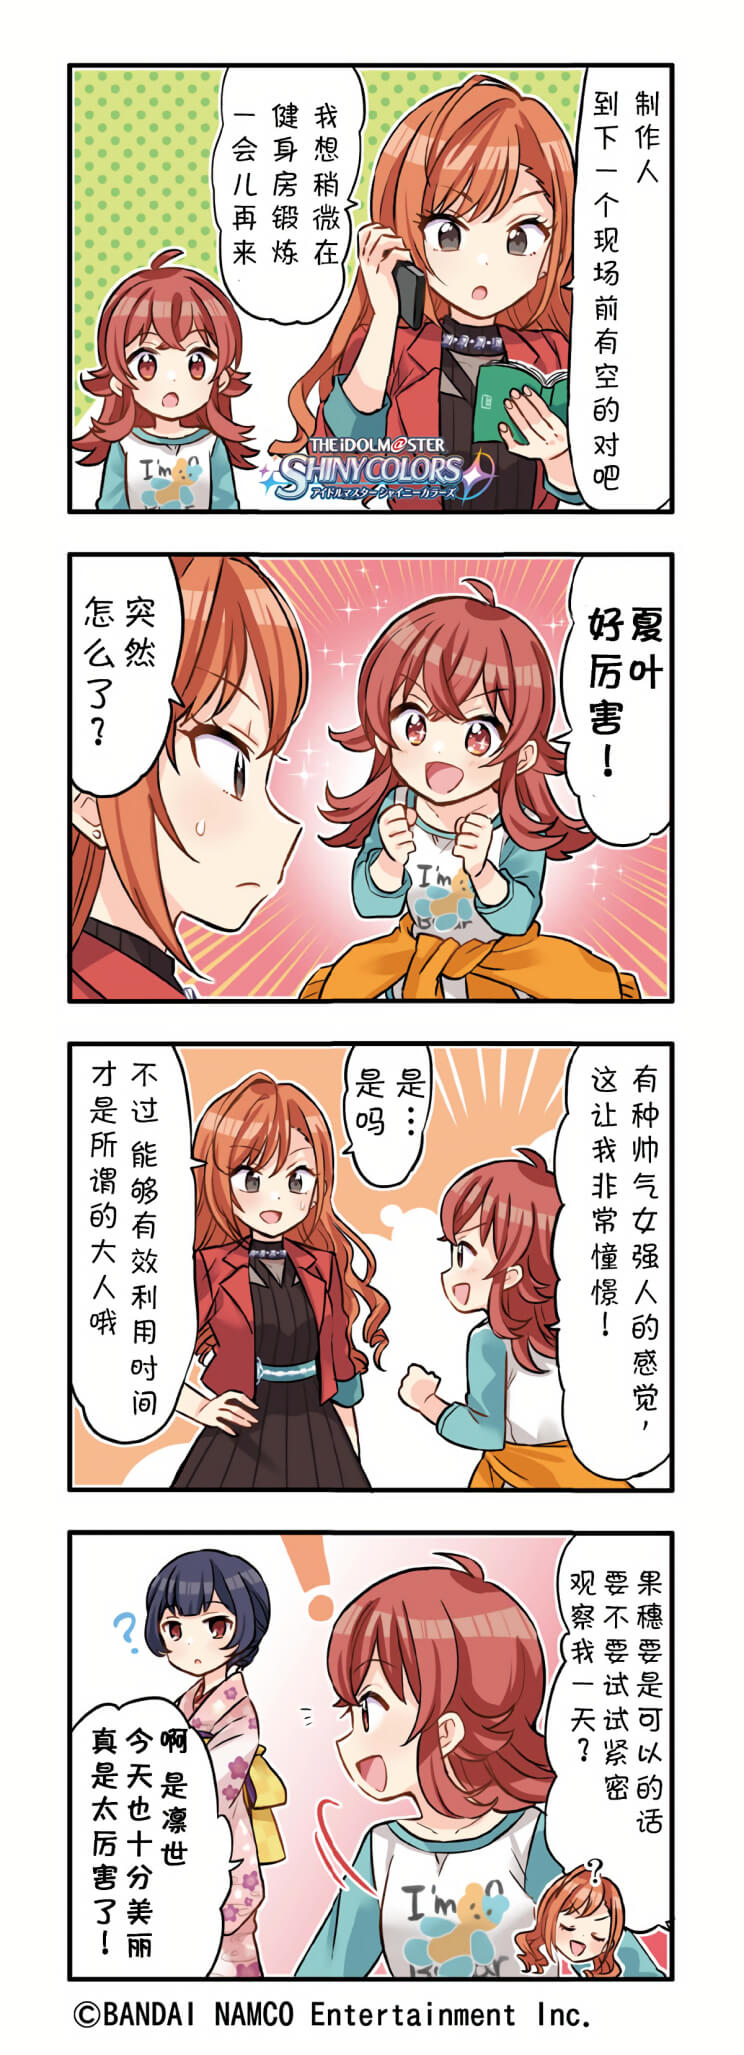 制作人
到下一个现场前有空的对吧
我想稍微在
健身房锻炼
一会儿再来
I'm a
THE iDOLM@STER
SHINYCOLORS
アイドルマスター シャイニーカラーズ
夏叶
好厉害！
突然
怎么了？
I'm
有种帅气女强人的感觉，
这让我非常憧憬！
是…
是吗
不过 能够有效利用时间
才是所谓的大人哦
果穗要是可以的话
要不要试试紧密
观察我一天？
?
!
?
啊 是凛世
今天也十分美丽
真是太厉害了！
I'm a
©BANDAI NAMCO Entertainment Inc.